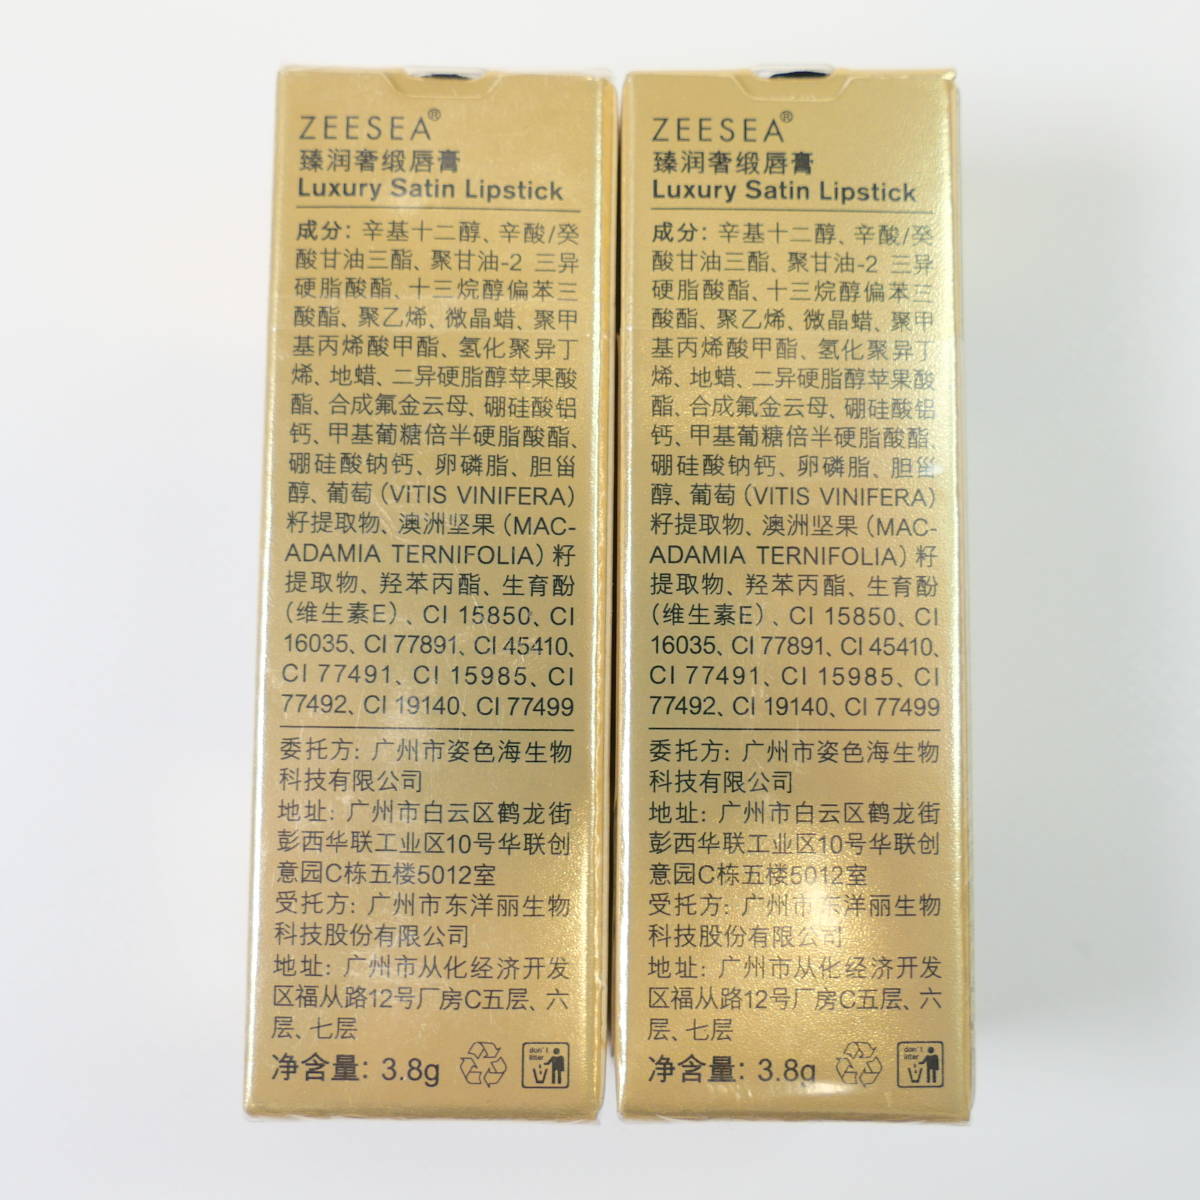 ZEESEA®
臻润奢缎唇膏
Luxury Satin Lipstick
成分：辛基十二醇、辛酸/癸
酸甘油三酯、聚甘油-2 三异
硬脂酸酯、十三烷醇偏苯三
酸酯、聚乙烯、微晶蜡、聚甲
基丙烯酸甲酯、氢化聚异丁
烯、地蜡、二异硬脂醇苹果酸
酯、合成氟金云母、硼硅酸铝
钙、甲基葡糖倍半硬脂酸酯、
硼硅酸钠钙、卵磷脂、胆甾
醇、葡萄（VITIS VINIFERA）
籽提取物、澳洲坚果（MAC-
ADAMIA TERNIFOLIA）籽
提取物、羟苯丙酯、生育酚
（维生素E）、CI 15850、CI
16035、CI 77891、CI 45410、
CI 77491、CI 15985、CI
77492、CI 19140、CI 77499
委托方：广州市姿色海生物
科技有限公司
地址：广州市白云区鹤龙街
彭西华联工业区10号华联创
意园C栋五楼5012室
受托方：广州市东洋丽生物
科技股份有限公司
地址：广州市从化经济开发
区福从路12号厂房C五层、六
层、七层
净含量：3.8g
don't
litter
ZEESEA®
臻润奢缎唇膏
Luxury Satin Lipstick
成分：辛基十二醇、辛酸/癸
酸甘油三酯、聚甘油-2 三异
硬脂酸酯、十三烷醇偏苯三
酸酯、聚乙烯、微晶蜡、聚甲
基丙烯酸甲酯、氢化聚异丁
烯、地蜡、二异硬脂醇苹果酸
酯、合成氟金云母、硼硅酸铝
钙、甲基葡糖倍半硬脂酸酯、
硼硅酸钠钙、卵磷脂、胆甾
醇、葡萄（VITIS VINIFERA）
籽提取物、澳洲坚果（MAC-
ADAMIA TERNIFOLIA）籽
提取物、羟苯丙酯、生育酚
（维生素E）、CI 15850、CI
16035、CI 77891、CI 45410、
CI 77491、CI 15985、CI
77492、CI 19140、CI 77499
委托方：广州市姿色海生物
科技有限公司
地址：广州市白云区鹤龙街
彭西华联工业区10号华联创
意园C栋五楼5012室
受托方：广州市东洋丽生物
科技股份有限公司
地址：广州市从化经济开发
区福从路12号厂房C五层、六
层、七层
净含量：3.8g
don't
litter